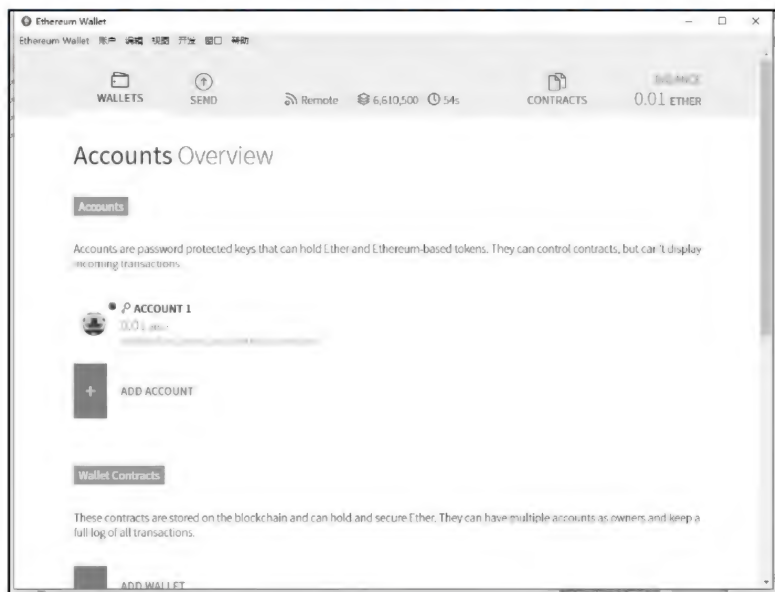 Ethereum Wallet
Ethereum Wallet 账户 编辑 视图 开发 窗口 帮助
WALLETS SEND Remote 6,610,500 54s CONTRACTS BALANCE 0.01 ETHER
Accounts Overview
Accounts
Accounts are password protected keys that can hold Ether and Ethereum-based tokens. They can control contracts, but can't display
incoming transactions.
ACCOUNT 1
0.01
ADD ACCOUNT
Wallet Contracts
These contracts are stored on the blockchain and can hold and secure Ether. They can have multiple accounts as owners and keep a
full log of all transactions.
ADD WALLET